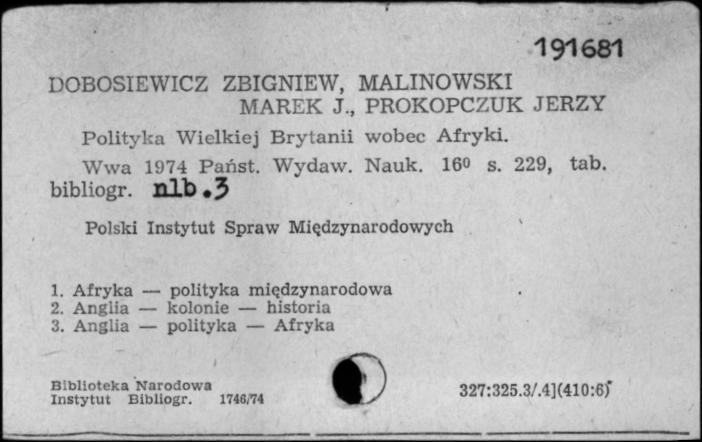 191681
DOBOSIEWICZ ZBIGNIEW, MALINOWSKI
MAREK J., PROKOPCZUK JERZY
Polityka Wielkiej Brytanii wobec Afryki.
Wwa 1974 Państ. Wydaw. Nauk. 16º s. 229, tab.
bibliogr. nlb.3
Polski Instytut Spraw Międzynarodowych
1. Afryka — polityka międzynarodowa
2. Anglia — kolonie — historia
3. Anglia — polityka — Afryka
Biblioteka Narodowa
Instytut Bibliogr. 1746/74
327:325.3/.4](410:6)